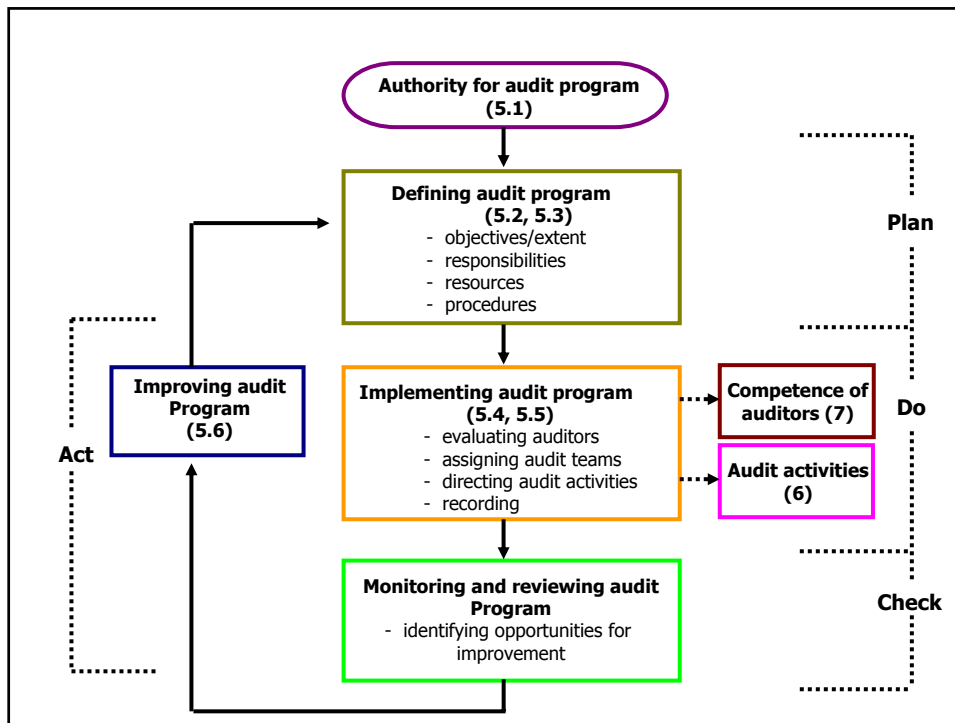 Authority for audit program
(5.1)
Defining audit program
(5.2, 5.3)
- objectives/extent
- responsibilities
- resources
- procedures
Plan
Improving audit
Program
(5.6)
Act
Implementing audit program
(5.4, 5.5)
- evaluating auditors
- assigning audit teams
- directing audit activities
- recording
Competence of
auditors (7)
Do
Audit activities
(6)
Monitoring and reviewing audit
Program
- identifying opportunities for
improvement
Check